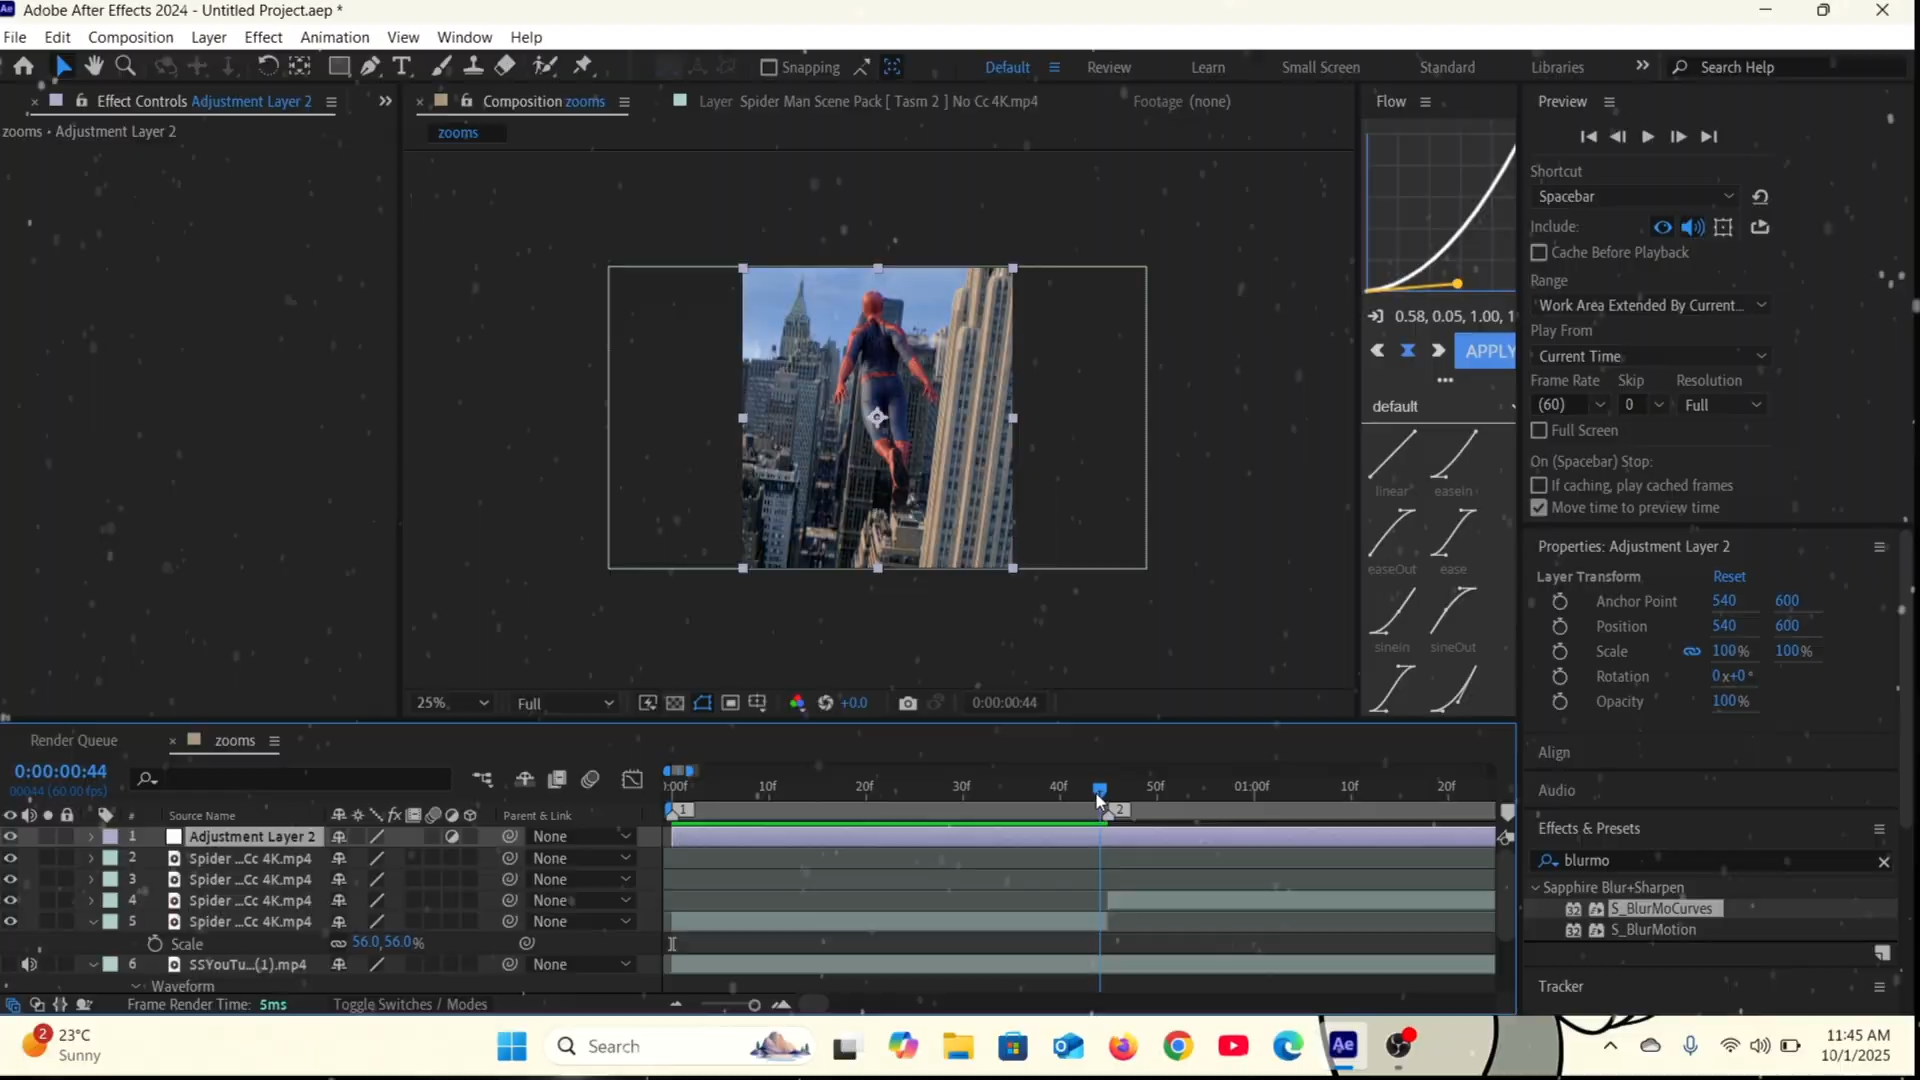 Adobe After Effects 2024 - Untitled Project.aep *
File Edit Composition Layer Effect Animation View Window Help
Snapping
Default Review Learn Small Screen Standard Libraries
Search Help
Effect Controls Adjustment Layer 2
zooms • Adjustment Layer 2
Composition zooms
Layer Spider Man Scene Pack [ Tasm 2 ] No Cc 4K.mp4
Footage (none)
zooms
25%
Full
+0.0
0:00:00:44
Flow
0.58, 0.05, 1.00, 1
APPLY
default
linear easeIn
easeOut ease
sineIn sineOut
Preview
Shortcut
Spacebar
Include:
Cache Before Playback
Range
Work Area Extended By Current...
Play From
Current Time
Frame Rate Skip Resolution
(60) 0 Full
Full Screen
On (Spacebar) Stop:
If caching, play cached frames
Move time to preview time
Properties: Adjustment Layer 2
Layer Transform Reset
Anchor Point 540 600
Position 540 600
Scale 100% 100%
Rotation 0x+0°
Opacity 100%
Align
Audio
Effects & Presets
blurmo
Sapphire Blur+Sharpen
32 S_BlurMoCurves
32 S_BlurMotion
Tracker
Render Queue
zooms
0:00:00:44
00044 (60.00 fps)
:00f 10f 20f 30f 40f 50f 01:00f 10f 20f
1 2
# Source Name fx Parent & Link
1 Adjustment Layer 2 None
2 Spider ...Cc 4K.mp4 None
3 Spider ...Cc 4K.mp4 None
4 Spider ...Cc 4K.mp4 None
5 Spider ...Cc 4K.mp4 None
Scale 56.0,56.0%
6 SSYouTu...(1).mp4 None
Waveform
Frame Render Time: 5ms
Toggle Switches / Modes
2
23°C
Sunny
Search
Ae
11:45 AM
10/1/2025